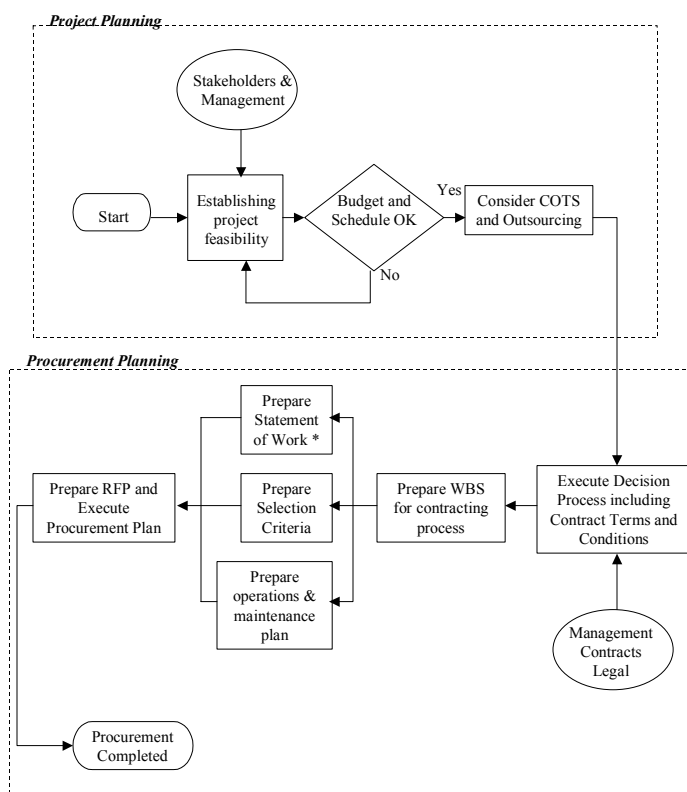 Project Planning
Stakeholders &
Management
Start
Establishing
project
feasibility
Budget and
Schedule OK
Yes
No
Consider COTS
and Outsourcing
Procurement Planning
Prepare
Statement
of Work *
Prepare RFP and
Execute
Procurement Plan
Prepare
Selection
Criteria
Prepare WBS
for contracting
process
Execute Decision
Process including
Contract Terms and
Conditions
Prepare
operations &
maintenance
plan
Management
Contracts
Legal
Procurement
Completed